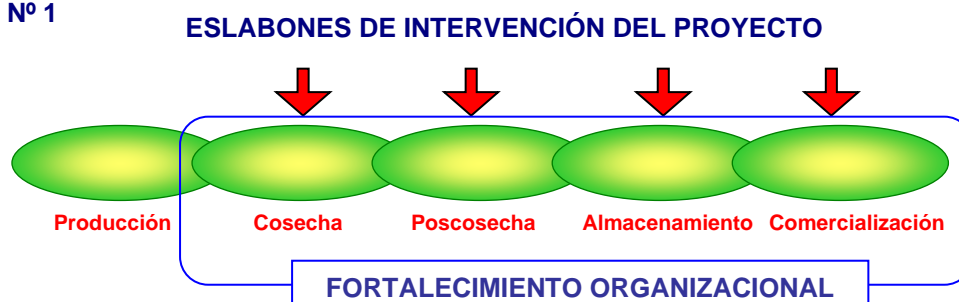 Nº 1
ESLABONES DE INTERVENCIÓN DEL PROYECTO
Producción
Cosecha
Poscosecha
Almacenamiento
Comercialización
FORTALECIMIENTO ORGANIZACIONAL